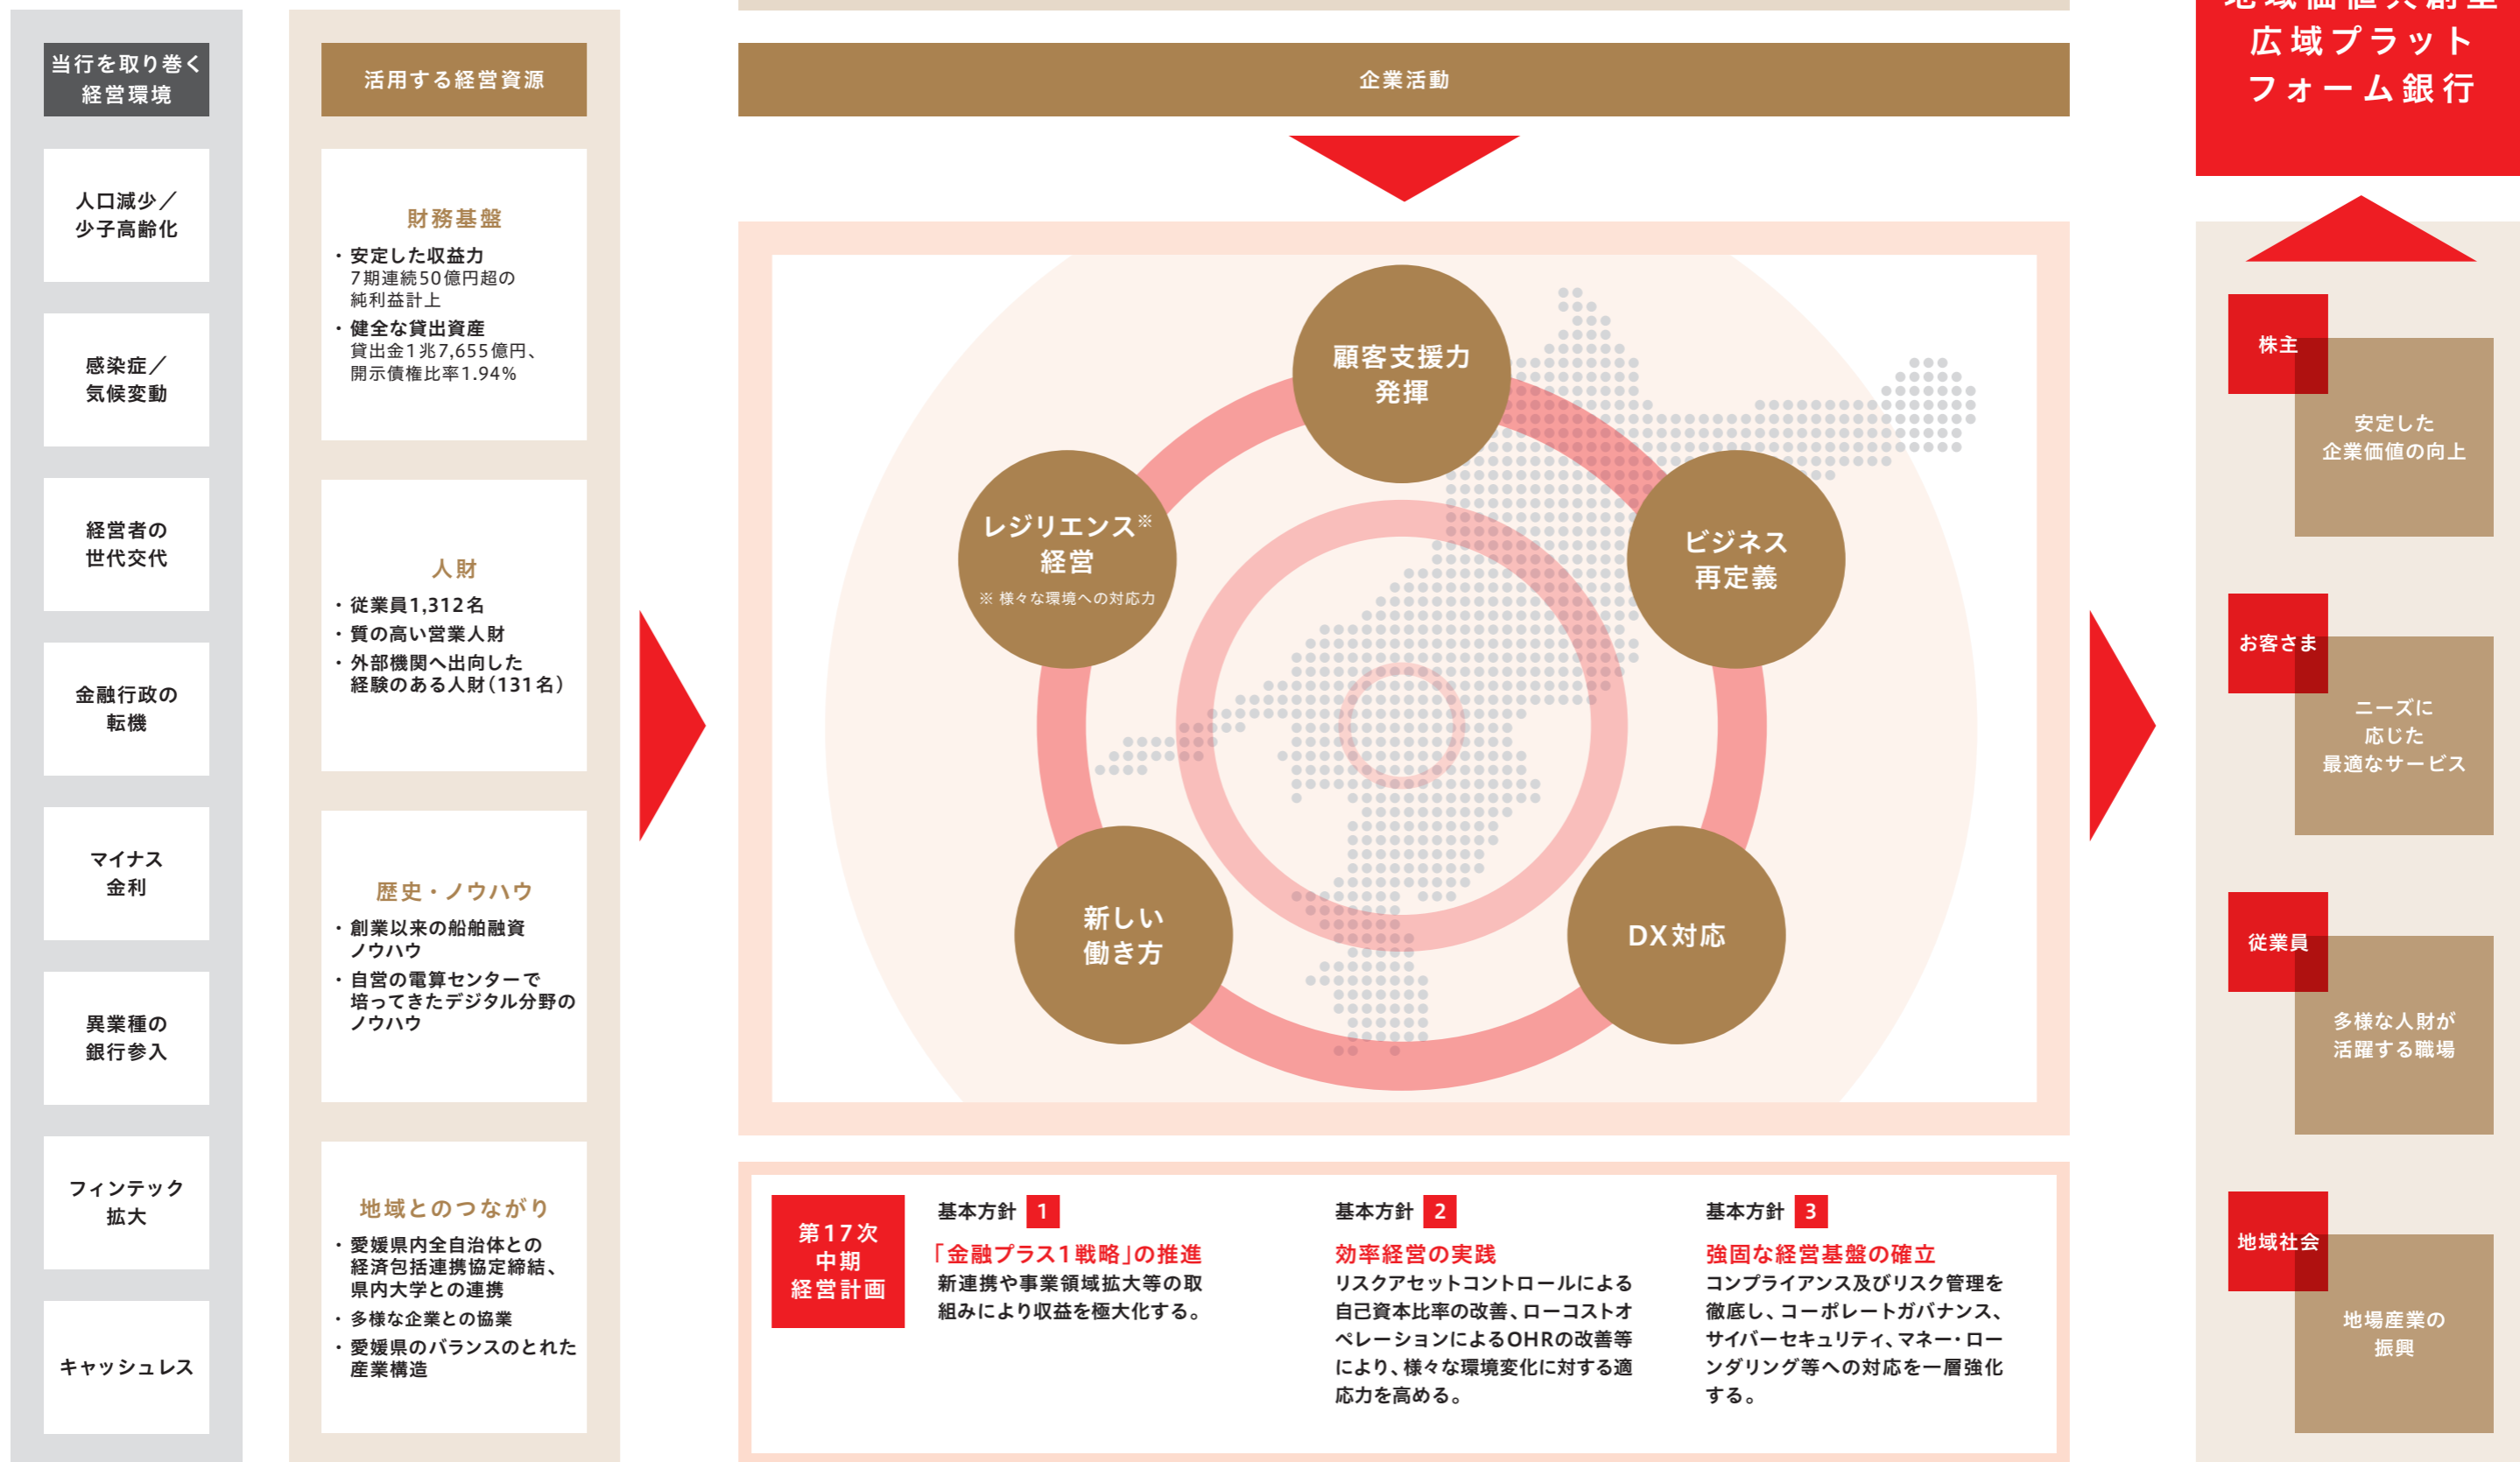 当行を取り巻く
経営環境
人口減少／
少子高齢化
感染症／
気候変動
経営者の
世代交代
金融行政の
転機
マイナス
金利
異業種の
銀行参入
フィンテック
拡大
キャッシュレス
活用する経営資源
財務基盤
・安定した収益力
7期連続50億円超の
純利益計上
・健全な貸出資産
貸出金1兆7,655億円、
開示債権比率1.94%
人財
・従業員1,312名
・質の高い営業人財
・外部機関へ出向した
経験のある人財（131名）
歴史・ノウハウ
・創業以来の船舶融資
ノウハウ
・自営の電算センターで
培ってきたデジタル分野の
ノウハウ
地域とのつながり
・愛媛県内全自治体との
経済包括連携協定締結、
県内大学との連携
・多様な企業との協業
・愛媛県のバランスのとれた
産業構造
企業活動
顧客支援力
発揮
レジリエンス※
経営
※ 様々な環境への対応力
ビジネス
再定義
新しい
働き方
DX対応
第17次
中期
経営計画
基本方針 1
「金融プラス1戦略」の推進
新連携や事業領域拡大等の取
組みにより収益を極大化する。
基本方針 2
効率経営の実践
リスクアセットコントロールによる
自己資本比率の改善、ローコストオ
ペレーションによるOHRの改善等
により、様々な環境変化に対する適
応力を高める。
基本方針 3
強固な経営基盤の確立
コンプライアンス及びリスク管理を
徹底し、コーポレートガバナンス、
サイバーセキュリティ、マネー・ロー
ンダリング等への対応を一層強化
する。
地域価値共創型
広域プラット
フォーム銀行
株主
安定した
企業価値の向上
お客さま
ニーズに
応じた
最適なサービス
従業員
多様な人財が
活躍する職場
地域社会
地場産業の
振興